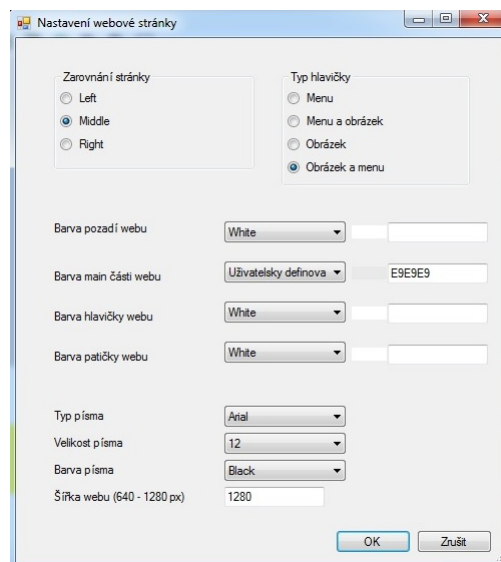 Nastavení webové stránky
Zarovnání stránky
Left
Middle
Right
Typ hlavičky
Menu
Menu a obrázek
Obrázek
Obrázek a menu
Barva pozadí webu White
Barva main části webu Uživatelsky definova E9E9E9
Barva hlavičky webu White
Barva patičky webu White
Typ písma Arial
Velikost písma 12
Barva písma Black
Šířka webu (640 - 1280 px) 1280
OK Zrušit